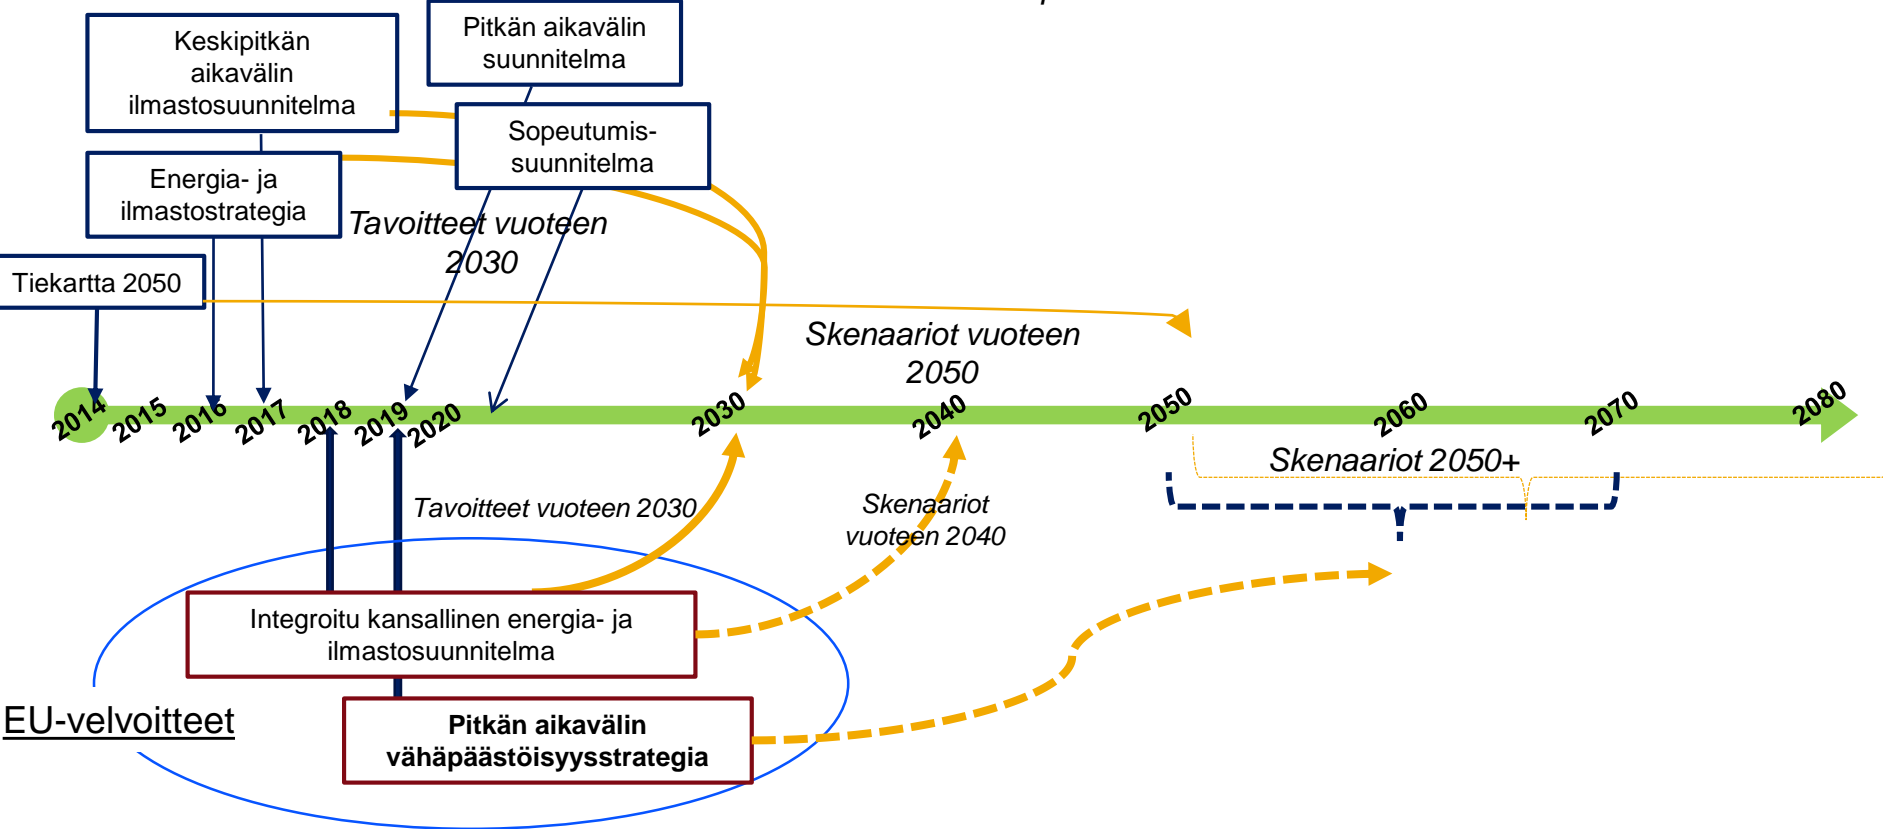 Pitkän aikavälin
suunnitelma
Keskipitkän
aikavälin
ilmastosuunnitelma
Sopeutumis-
suunnitelma
Energia- ja
ilmastostrategia
Tavoitteet vuoteen
2030
Tiekartta 2050
Skenaariot vuoteen
2050
2014
2015
2016
2017
2018
2019
2020
2030
2040
2050
2060
2070
2080
Skenaariot 2050+
Tavoitteet vuoteen 2030
Skenaariot
vuoteen 2040
Integroitu kansallinen energia- ja
ilmastosuunnitelma
EU-velvoitteet
Pitkän aikavälin
vähäpäästöisyysstrategia